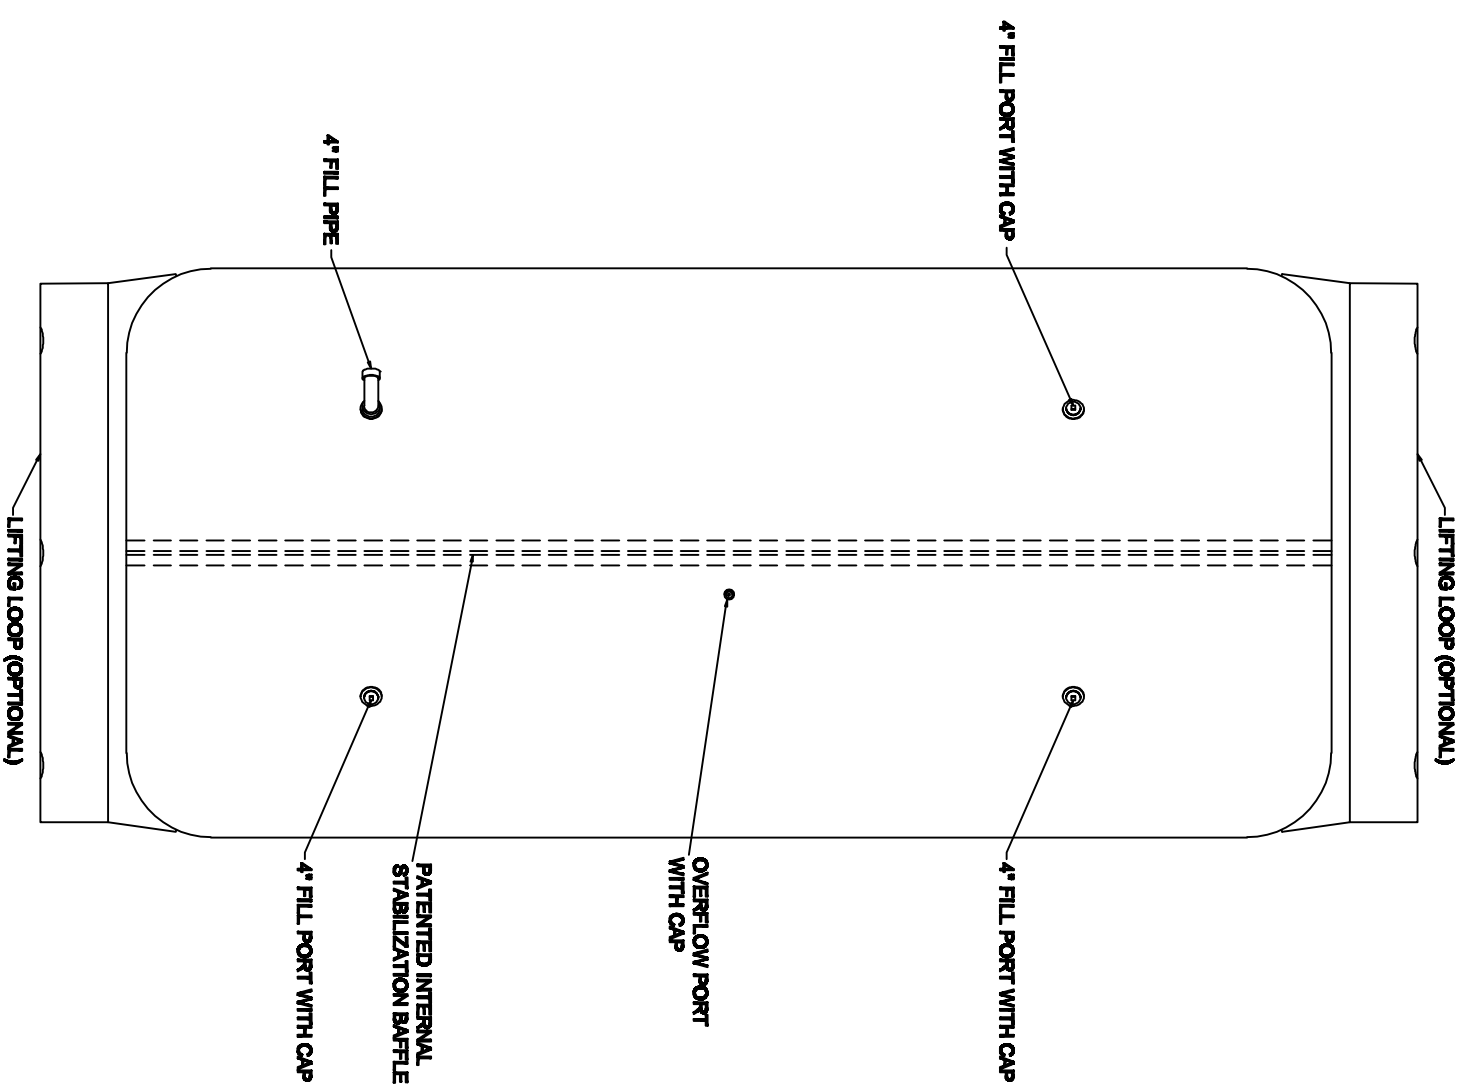 LIFTING LOOP (OPTIONAL)
4" FILL PORT WITH CAP
4" FILL PORT WITH CAP
OVERFLOW PORT
WITH CAP
PATENTED INTERNAL
STABILIZATION BAFFLE
4" FILL PIPE
4" FILL PORT WITH CAP
LIFTING LOOP (OPTIONAL)